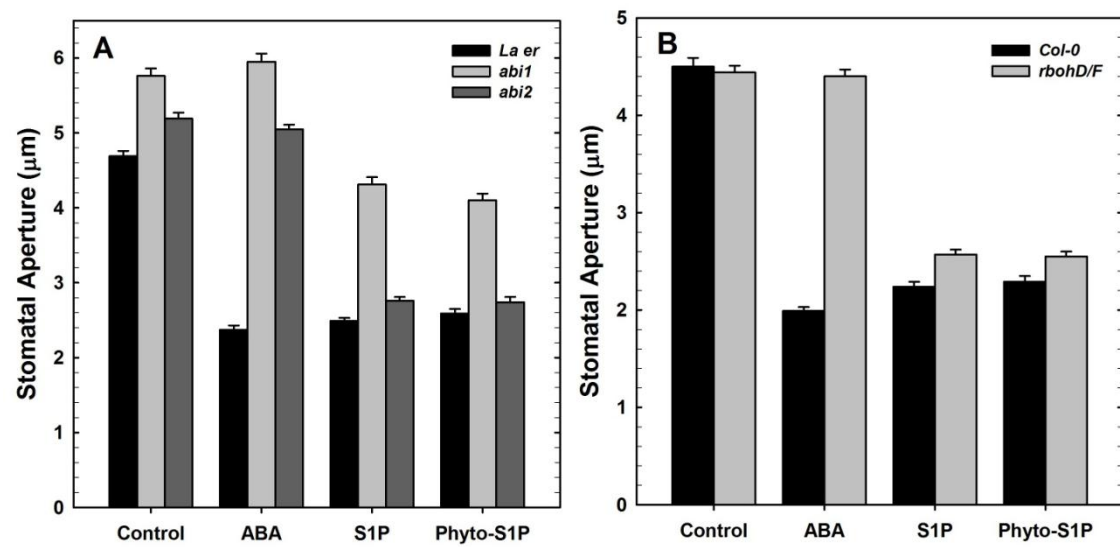 A
La er
abi1
abi2
Stomatal Aperture (μm)
6
5
4
3
2
1
0
Control ABA S1P Phyto-S1P
B
Col-0
rbohD/F
Stomatal Aperture (μm)
5
4
3
2
1
0
Control ABA S1P Phyto-S1P